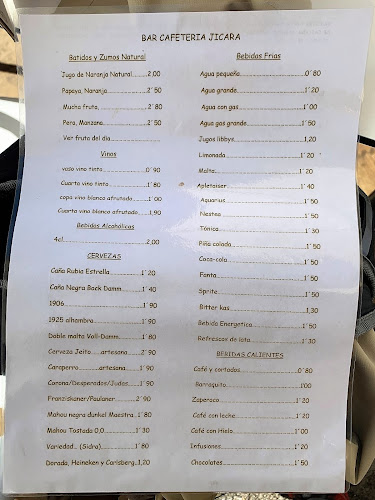 BAR CAFETERIA JICARA
Batidos y Zumos Natural
Jugo de Naranja Natural......2,00
Papaya, Naranja..................2´50
Mucha fruta.......................2´80
Pera, Manzana....................2´50
Ver fruta del día..................
Vinos
vaso vino tinto....................0´90
Cuarto vino tinto................1´80
copa vino blanco afrutado......1´00
Cuarto vino blanco afrutado....1,90
Bebidas Alcohólicas
4cl..............................2,00
CERVEZAS
Caña Rubia Estrella..............1´20
Caña Negra Bock Damm.............1´40
1906.............................1´90
1925 alhambra....................1´90
Doble malta Voll-Damm............1´80
Cerveza Jeito......artesana......2´90
Caraperro..........artesana......1´90
Corona/Desperados/Judas..........1´90
Franziskaner/Paulaner............2´90
Mahou negra dunkel Maestra.......1´80
Mahou Tostada 0,0................1´30
Variedad... (Sidra)..............1´80
Dorada, Heineken y Carlsberg..1,20
Bebidas Frias
Agua pequeña.....................0´80
Agua grande......................1´20
Agua con gas.....................1´00
Agua gas grande..................1´50
Jugos libbys.....................1,20
Limonada.........................1´20
Malta............................1´20
Apletaiser.......................1´40
Aquarius.........................1´50
Nestea...........................1´50
Tónica...........................1´30
Piña colada......................1´50
Coca-cola........................1´50
Fanta............................1´50
Sprite...........................1´50
Bitter kas.......................1,30
Bebida Energetica................1´50
Refrescos de lata................1´30
BEBIDAS CALIENTES
Café y cortados..................0´80
Barraquito.......................1´00
Zaperoco.........................1´20
Café con leche...................1´20
Café con Hielo...................1´00
Infusiones.......................1´20
Chocolates.......................1´50